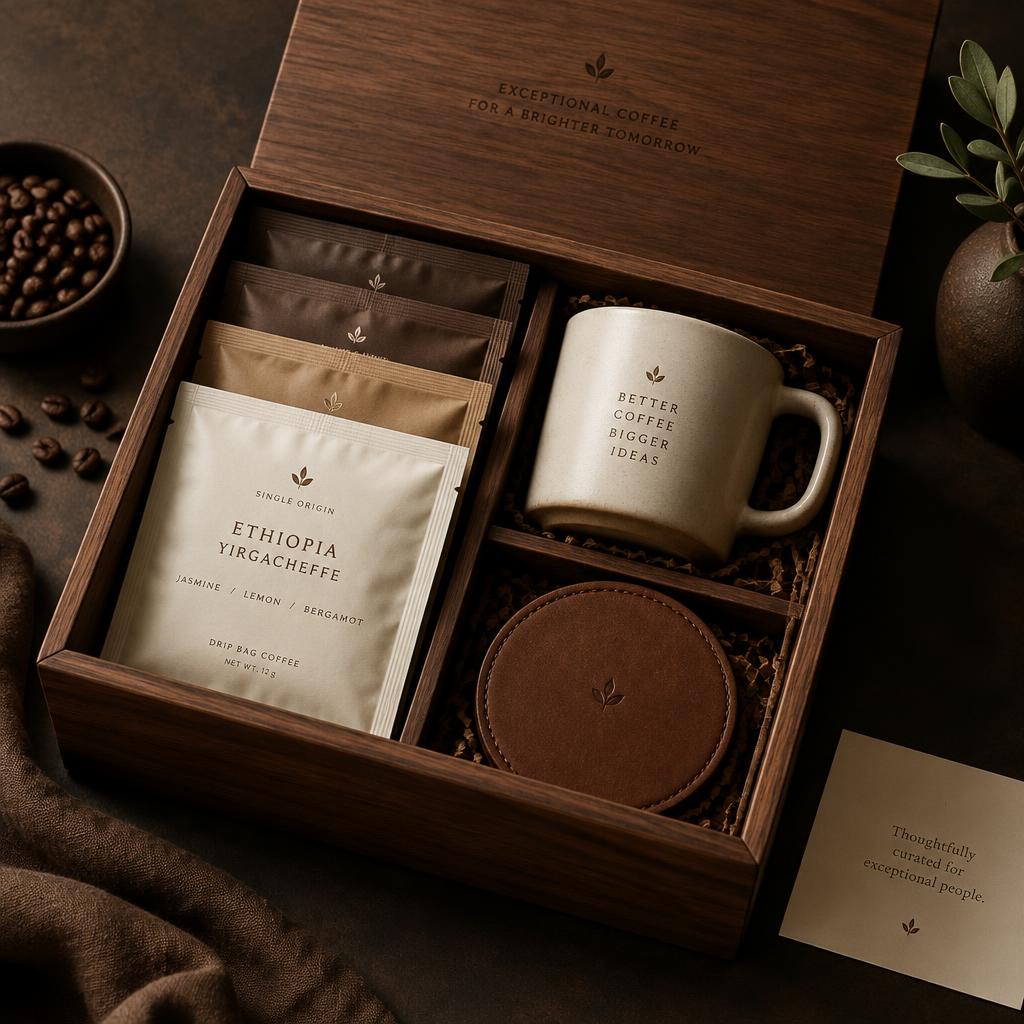 EXCEPTIONAL COFFEE
FOR A BRIGHTER TOMORROW
SINGLE ORIGIN
ETHIOPIA
YIRGACHEFFE
JASMINE / LEMON / BERGAMOT
DRIP BAG COFFEE
NET WT. 12g
BETTER
COFFEE
BIGGER
IDEAS
Thoughtfully
curated for
exceptional people.